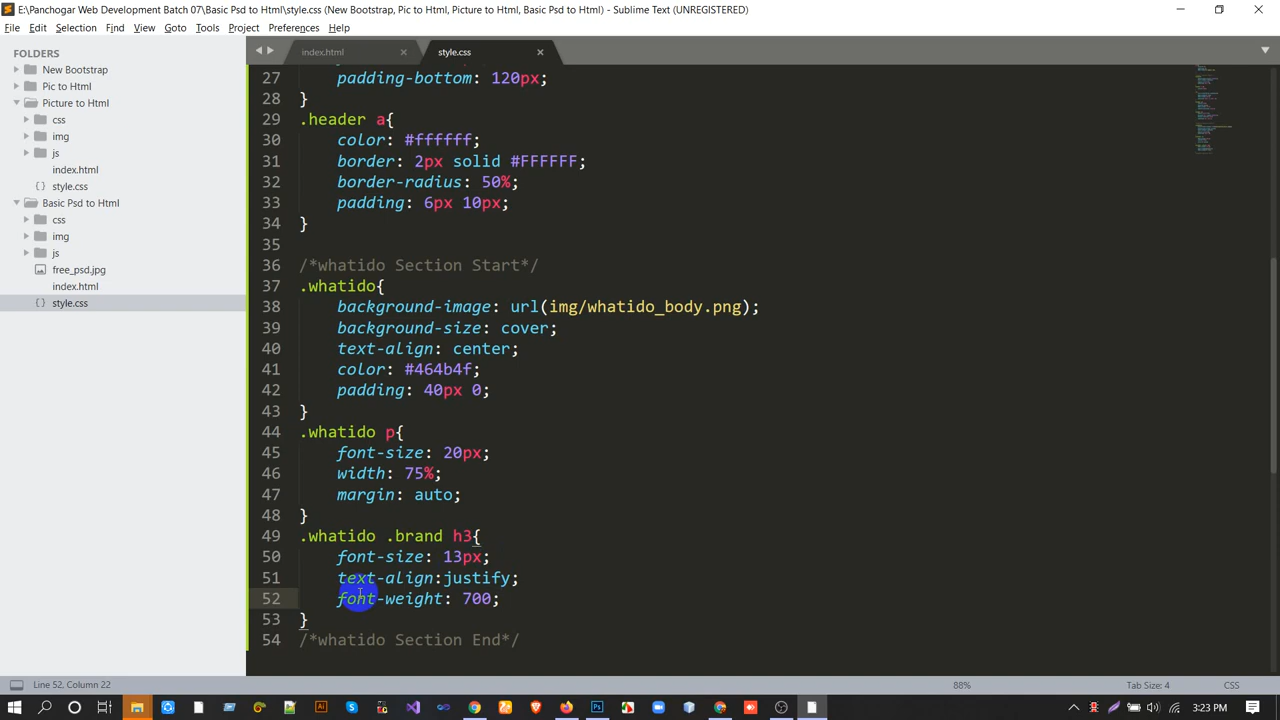 E:\Panchogar Web Development Batch 07\Basic Psd to Html\style.css (New Bootstrap, Pic to Html, Picture to Html, Basic Psd to Html) - Sublime Text (UNREGISTERED)
File Edit Selection Find View Goto Tools Project Preferences Help
FOLDERS
New Bootstrap
Pic to Html
Picture to Html
css
img
js
index.html
style.css
Basic Psd to Html
css
img
js
free_psd.jpg
index.html
style.css
index.html
style.css
27 padding-bottom: 120px;
28 }
29 .header a{
30 color: #ffffff;
31 border: 2px solid #FFFFFF;
32 border-radius: 50%;
33 padding: 6px 10px;
34 }
35
36 /*whatido Section Start*/
37 .whatido{
38 background-image: url(img/whatido_body.png);
39 background-size: cover;
40 text-align: center;
41 color: #464b4f;
42 padding: 40px 0;
43 }
44 .whatido p{
45 font-size: 20px;
46 width: 75%;
47 margin: auto;
48 }
49 .whatido .brand h3{
50 font-size: 13px;
51 text-align:justify;
52 font-weight: 700;
53 }
54 /*whatido Section End*/
Line 52, Column 22
88%
Tab Size: 4
CSS
3:23 PM